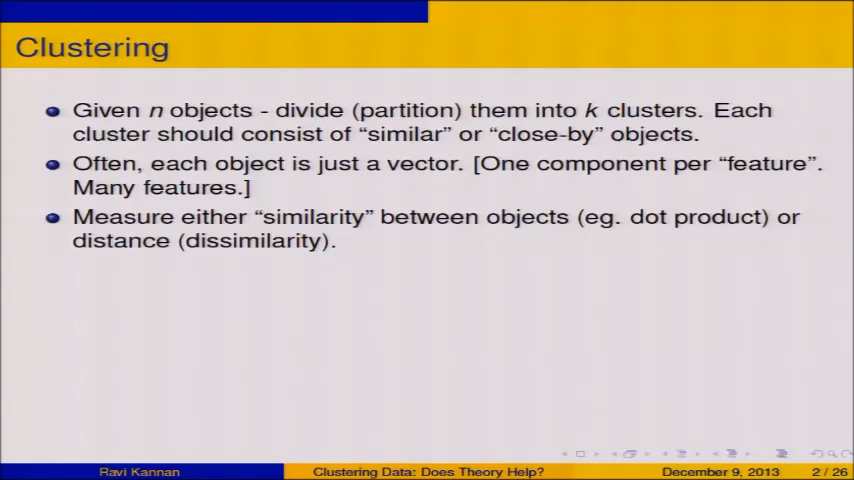 Clustering
Given n objects - divide (partition) them into k clusters. Each
cluster should consist of “similar” or “close-by” objects.
Often, each object is just a vector. [One component per “feature”.
Many features.]
Measure either “similarity” between objects (eg. dot product) or
distance (dissimilarity).
Ravi Kannan
Clustering Data: Does Theory Help?
December 9, 2013
2 / 26